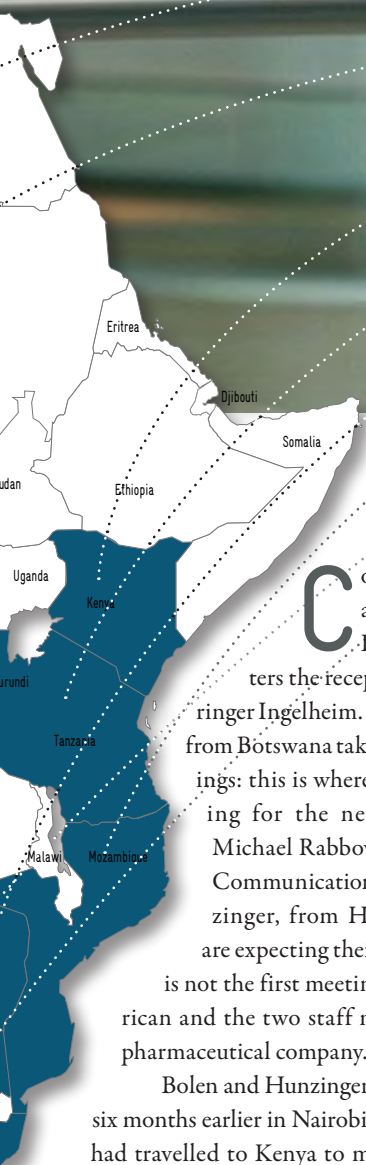 Eritrea
Djibouti
Somalia
Ethiopia
udan
Uganda
Kenya
urundi
Tanzania
Malawi
Mozambique
C
ters the recep
ringer Ingelheim.
from Botswana tak
ings: this is where
ing for the ne
Michael Rabbow
Communication
zinger, from H
are expecting the
is not the first meetin
rican and the two staff
pharmaceutical company.
Bolen and Hunzinger
six months earlier in Nairobi
had travelled to Kenya to m